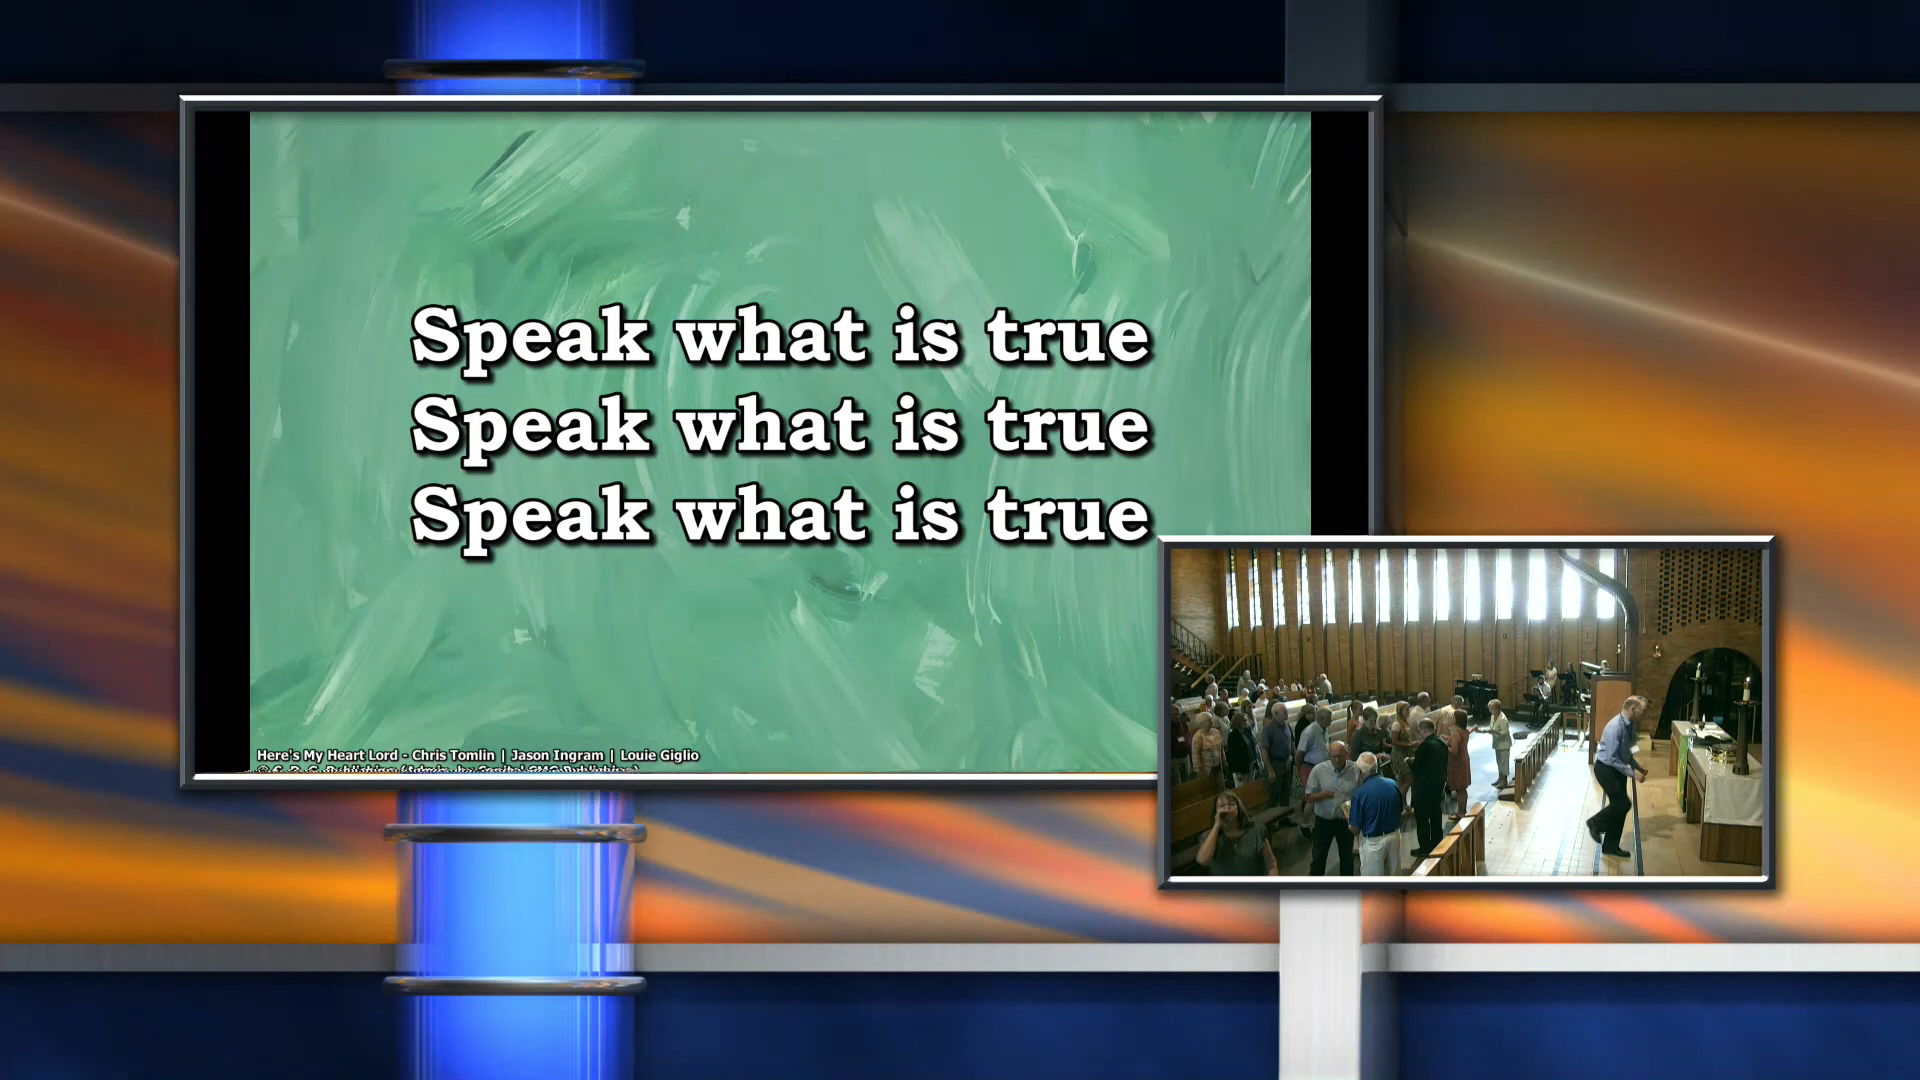 Speak what is true
Speak what is true
Speak what is true
Here's My Heart Lord - Chris Tomlin | Jason Ingram | Louie Giglio